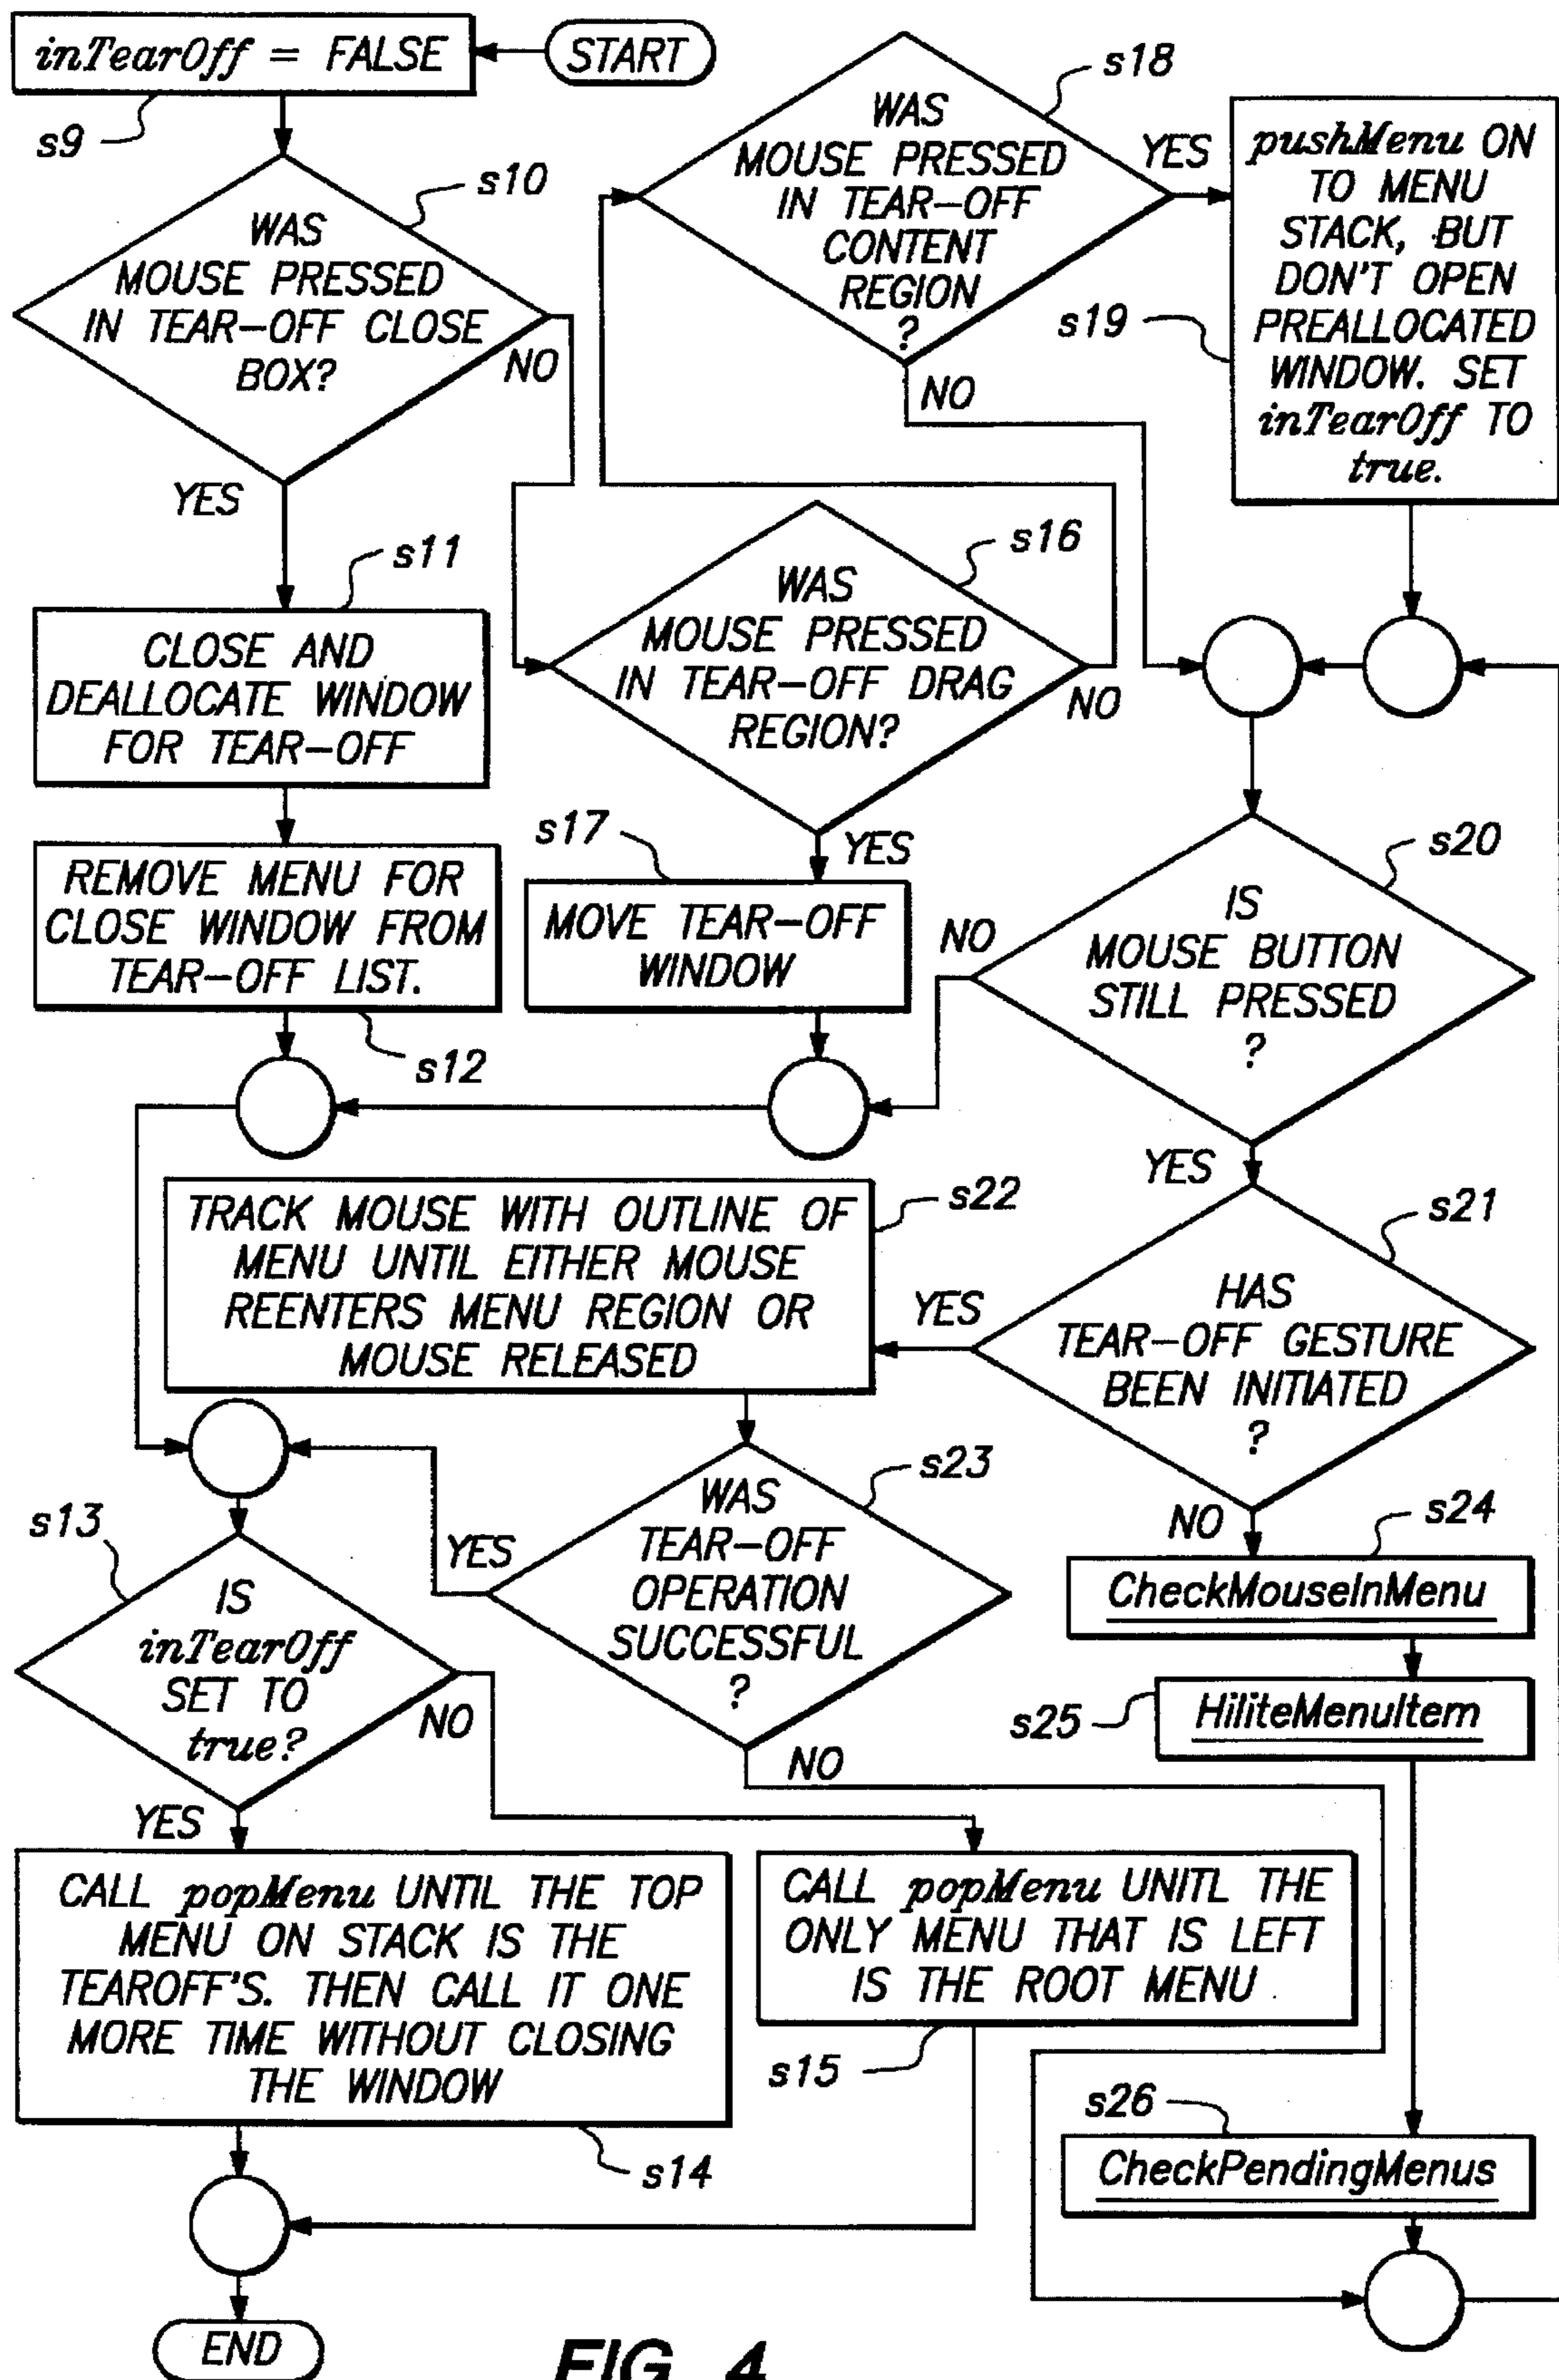 inTearOff = FALSE
START
s9
s10
WAS
MOUSE PRESSED
IN TEAR-OFF CLOSE
BOX?
NO
YES
s11
CLOSE AND
DEALLOCATE WINDOW
FOR TEAR-OFF
REMOVE MENU FOR
CLOSE WINDOW FROM
TEAR-OFF LIST.
s12
s18
WAS
MOUSE PRESSED
IN TEAR-OFF
CONTENT
REGION
?
YES
NO
pushMenu ON
TO MENU
STACK, BUT
DON'T OPEN
PREALLOCATED
WINDOW. SET
inTearOff TO
true.
s19
s16
WAS
MOUSE PRESSED
IN TEAR-OFF DRAG
REGION?
NO
YES
s17
MOVE TEAR-OFF
WINDOW
s20
IS
MOUSE BUTTON
STILL PRESSED
?
NO
YES
s21
HAS
TEAR-OFF GESTURE
BEEN INITIATED
?
YES
NO
s22
TRACK MOUSE WITH OUTLINE OF
MENU UNTIL EITHER MOUSE
REENTERS MENU REGION OR
MOUSE RELEASED
s23
WAS
TEAR-OFF
OPERATION
SUCCESSFUL
?
YES
NO
s24
CheckMouseInMenu
s25
HiliteMenuItem
s13
IS
inTearOff
SET TO
true?
NO
YES
CALL popMenu UNTIL THE TOP
MENU ON STACK IS THE
TEAROFF'S. THEN CALL IT ONE
MORE TIME WITHOUT CLOSING
THE WINDOW
s14
CALL popMenu UNITL THE
ONLY MENU THAT IS LEFT
IS THE ROOT MENU
s15
s26
CheckPendingMenus
END
FIG. 4